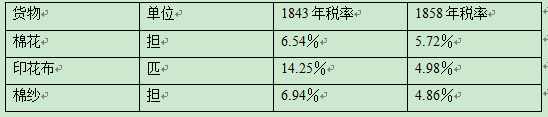 货物 单位 1843年税率 1858年税率
棉花 担 6.54% 5.72%
印花布 匹 14.25% 4.98%
棉纱 担 6.94% 4.86%